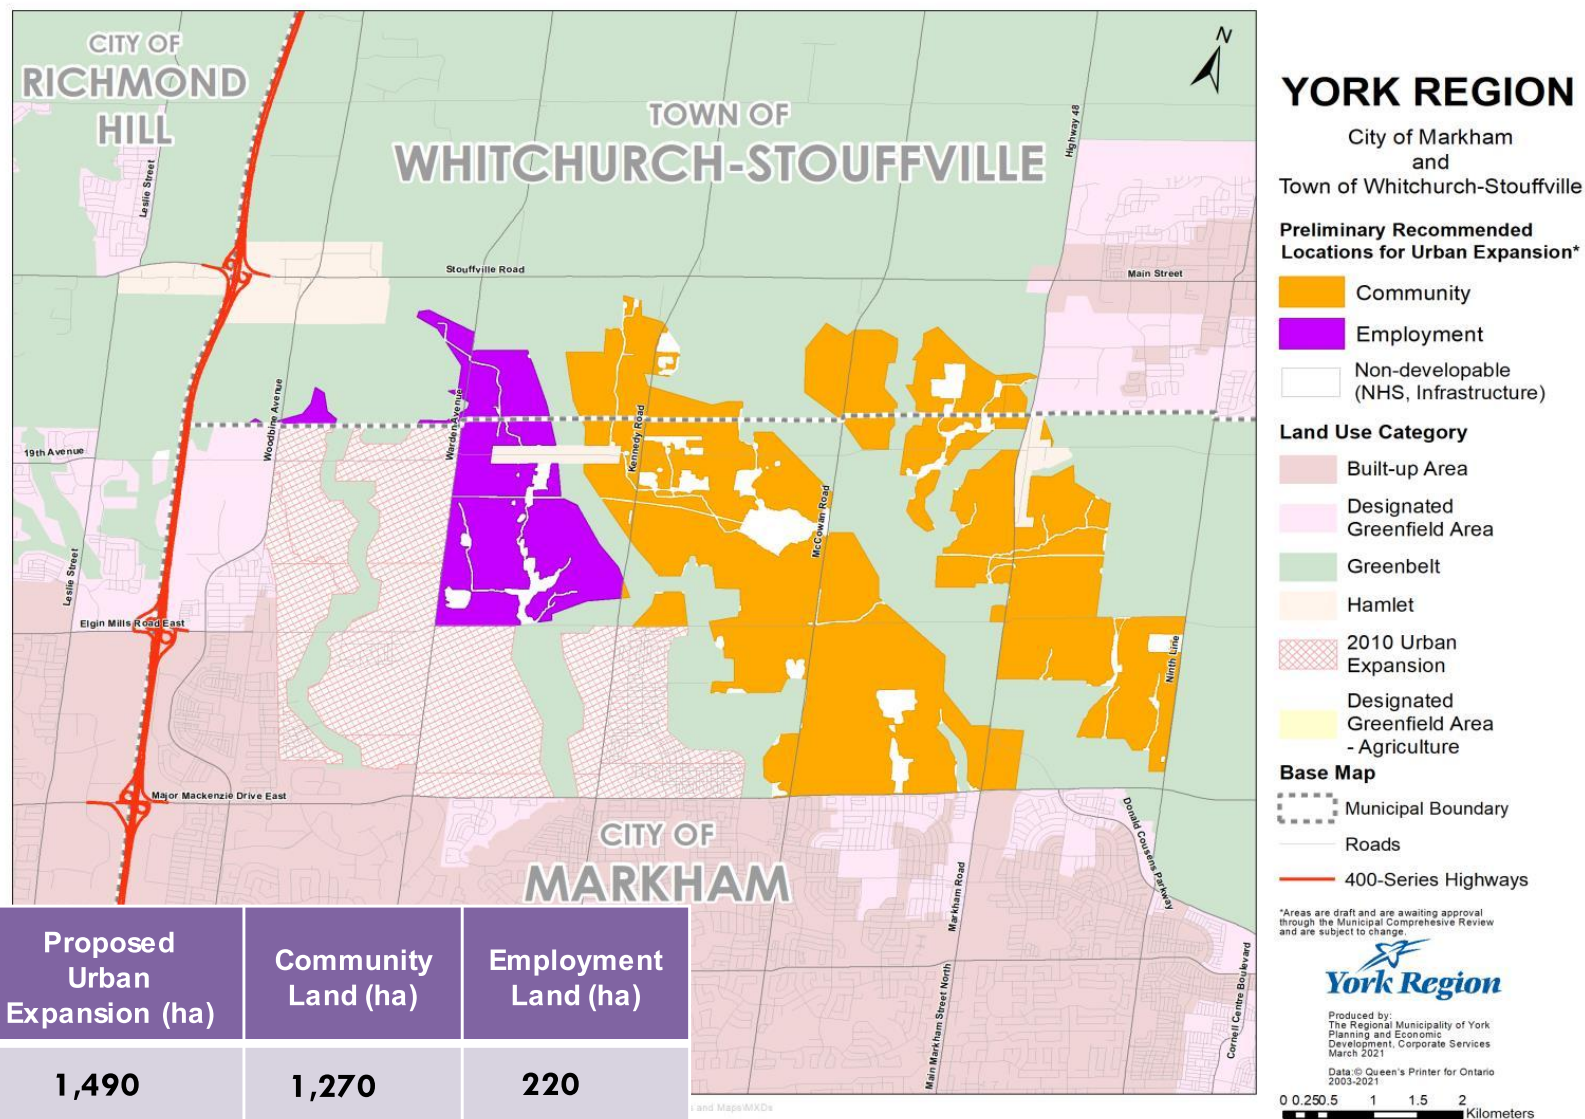 CITY OF
RICHMOND
HILL
TOWN OF
WHITCHURCH-STOUFFVILLE
N
Highway 48
Leslie Street
Stouffville Road
Main Street
Woodbine Avenue
Warden Avenue
Kennedy Road
19th Avenue
McCowan Road
Leslie Street
Elgin Mills Road East
Ninth Line
Major Mackenzie Drive East
Donald Cousens Parkway
CITY OF
MARKHAM
Markham Road
Main Markham Street North
Cornell Centre Boulevard
Proposed
Urban
Expansion (ha)
Community
Land (ha)
Employment
Land (ha)
1,490
1,270
220
s and Maps\MXDs
YORK REGION
City of Markham
and
Town of Whitchurch-Stouffville
Preliminary Recommended
Locations for Urban Expansion*
Community
Employment
Non-developable
(NHS, Infrastructure)
Land Use Category
Built-up Area
Designated
Greenfield Area
Greenbelt
Hamlet
2010 Urban
Expansion
Designated
Greenfield Area
- Agriculture
Base Map
Municipal Boundary
Roads
400-Series Highways
*Areas are draft and are awaiting approval
through the Municipal Comprehesive Review
and are subject to change.
York Region
Produced by:
The Regional Municipality of York
Planning and Economic
Development, Corporate Services
March 2021
Data:© Queen's Printer for Ontario
2003-2021
0 0.250.5 1 1.5 2
Kilometers